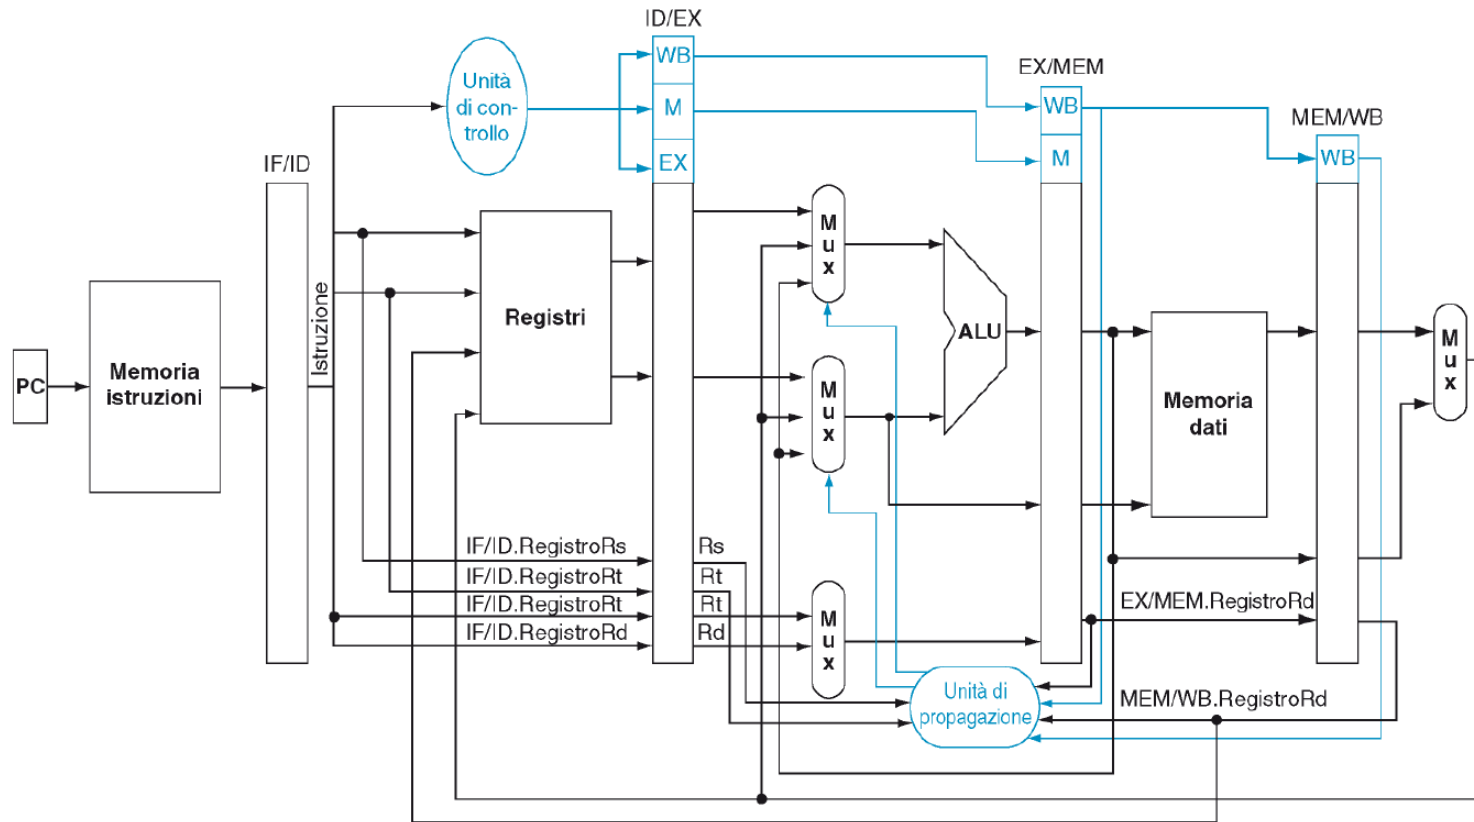 ID/EX
WB
M
EX
Unità
di con-
trollo
EX/MEM
WB
M
MEM/WB
WB
IF/ID
Istruzione
PC
Memoria
istruzioni
Registri
M
u
x
M
u
x
ALU
Memoria
dati
M
u
x
IF/ID.RegistroRs
IF/ID.RegistroRt
IF/ID.RegistroRt
IF/ID.RegistroRd
Rs
Rt
Rt
Rd
M
u
x
EX/MEM.RegistroRd
Unità di
propagazione
MEM/WB.RegistroRd